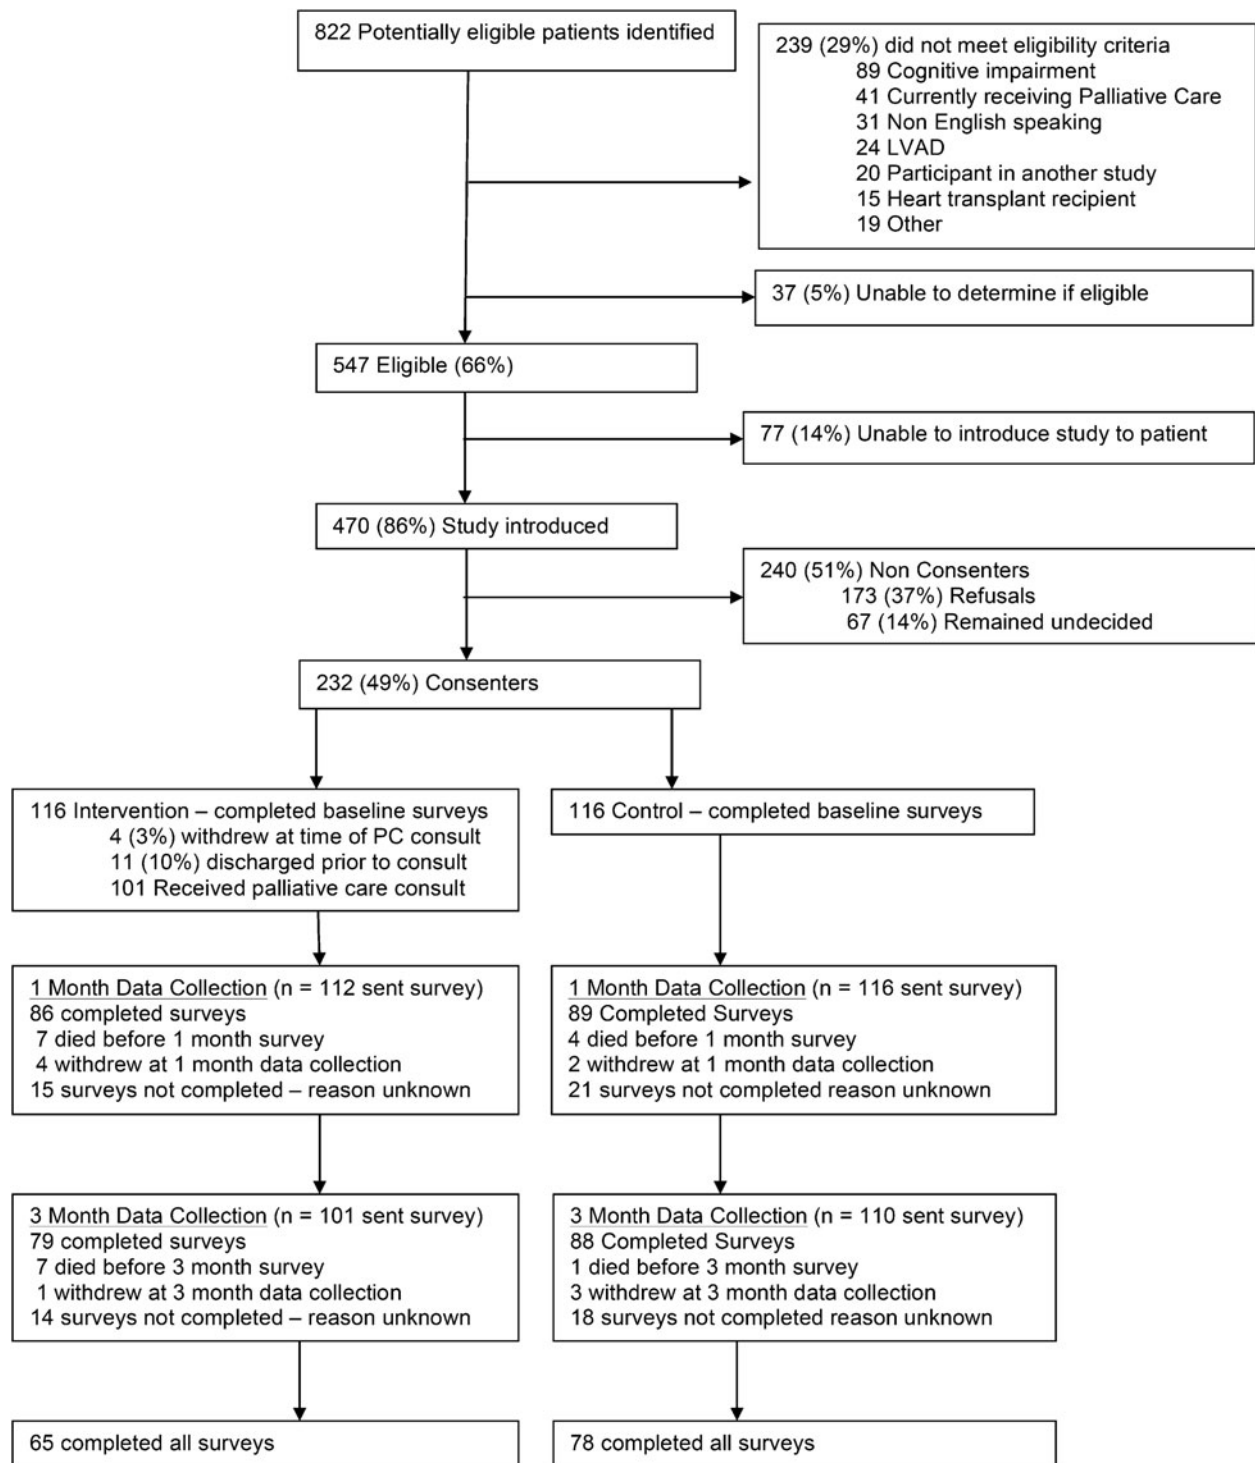 822 Potentially eligible patients identified
239 (29%) did not meet eligibility criteria
89 Cognitive impairment
41 Currently receiving Palliative Care
31 Non English speaking
24 LVAD
20 Participant in another study
15 Heart transplant recipient
19 Other
37 (5%) Unable to determine if eligible
547 Eligible (66%)
77 (14%) Unable to introduce study to patient
470 (86%) Study introduced
240 (51%) Non Consenters
173 (37%) Refusals
67 (14%) Remained undecided
232 (49%) Consenters
116 Intervention – completed baseline surveys
4 (3%) withdrew at time of PC consult
11 (10%) discharged prior to consult
101 Received palliative care consult
116 Control – completed baseline surveys
1 Month Data Collection (n = 112 sent survey)
86 completed surveys
7 died before 1 month survey
4 withdrew at 1 month data collection
15 surveys not completed – reason unknown
1 Month Data Collection (n = 116 sent survey)
89 Completed Surveys
4 died before 1 month survey
2 withdrew at 1 month data collection
21 surveys not completed reason unknown
3 Month Data Collection (n = 101 sent survey)
79 completed surveys
7 died before 3 month survey
1 withdrew at 3 month data collection
14 surveys not completed – reason unknown
3 Month Data Collection (n = 110 sent survey)
88 Completed Surveys
1 died before 3 month survey
3 withdrew at 3 month data collection
18 surveys not completed reason unknown
65 completed all surveys
78 completed all surveys